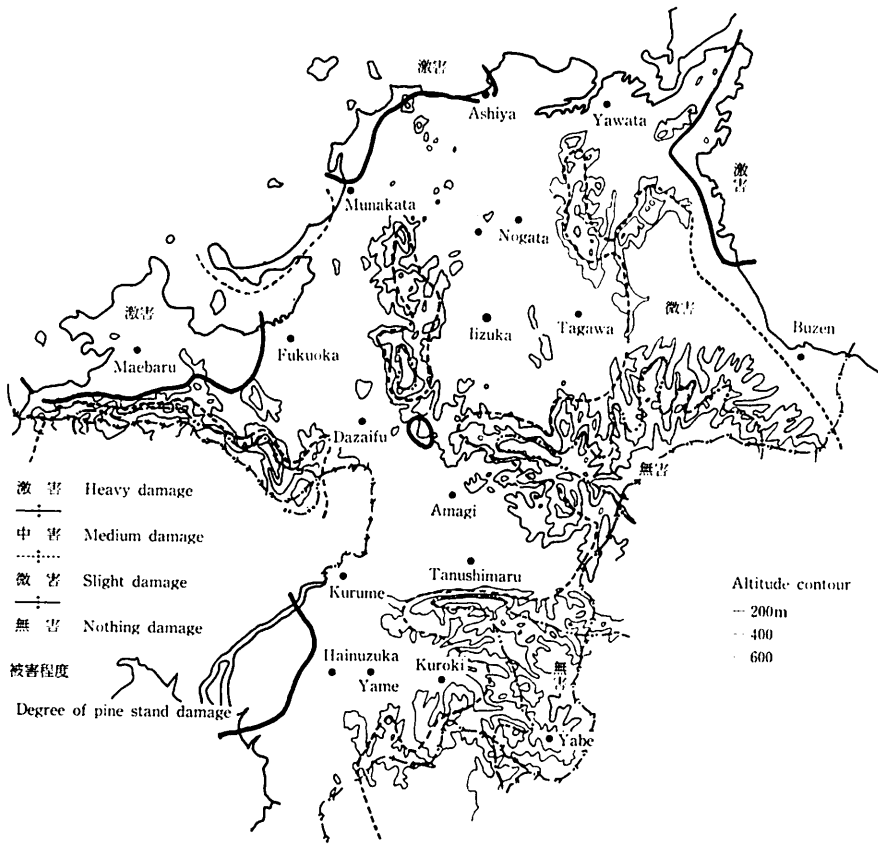 激害
Ashiya
Yawata
激害
Munakata
Nogata
激害
Maebaru
Fukuoka
Iizuka
Tagawa
微害
Buzen
Dazaifu
無害
Amagi
Tanushimaru
Kurume
Hainuzuka
Yame
Kuroki
無害
Yabe
激害 Heavy damage
中害 Medium damage
微害 Slight damage
無害 Nothing damage
被害程度
Degree of pine stand damage
Altitude contour
200m
400
600